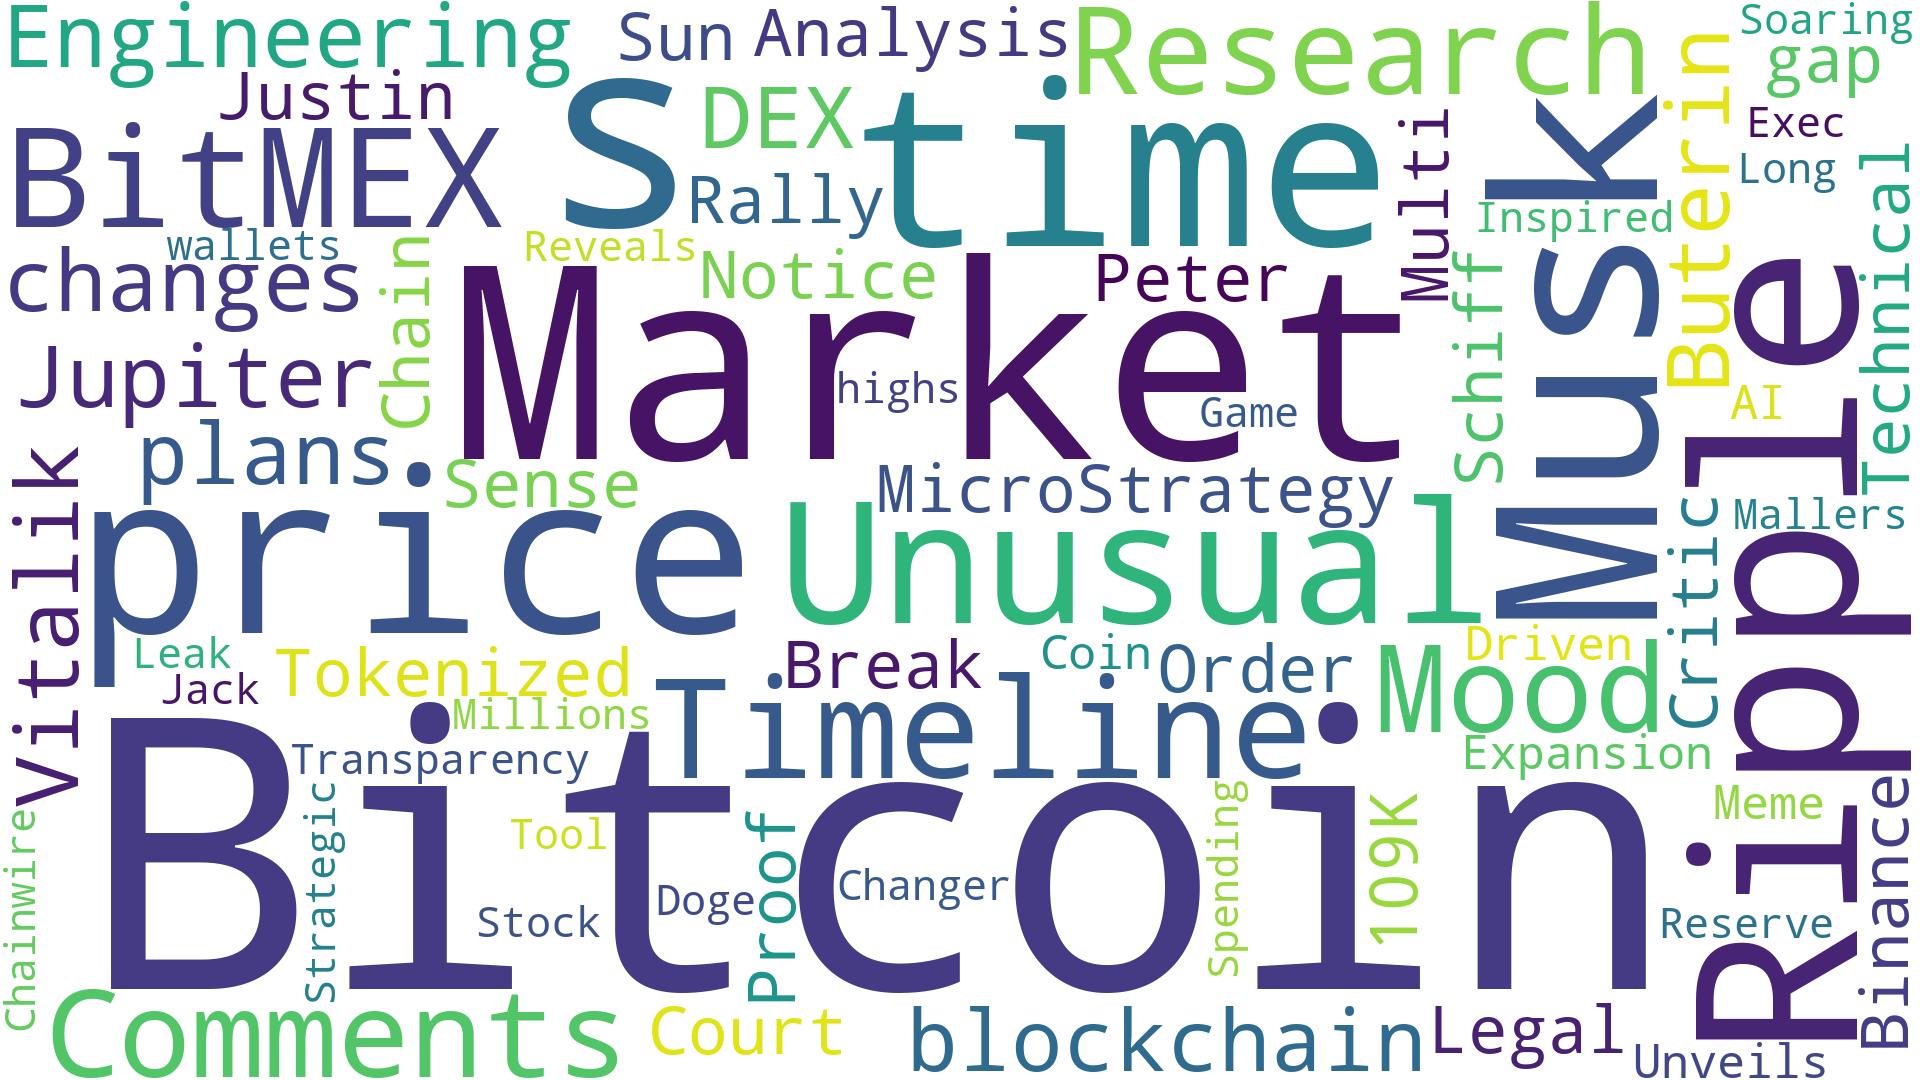 Engineering
Sun
Analysis
Research
Soaring
gap
Justin
DEX
s
time
Musk
Buterin
Exec
BitMEX
Rally
Multi
Long
Technical
wallets
Reveals
Inspired
changes
Chain
Notice
Peter
Schiff
Ripple
Market
Jupiter
highs
Game
AI
plans
Sense
MicroStrategy
Vitalik
price
Unusual
Critic
Mallers
Leak
Jack
Tokenized
Break
Coin
Order
Mood
Driven
Millions
Timeline
Bitcoin
Transparency
Expansion
Chainwire
Strategic
Tool
Proof
Spending
109K
Meme
Binance
Stock
Doge
Changer
Reserve
Comments
Court
blockchain
Legal
Unveils